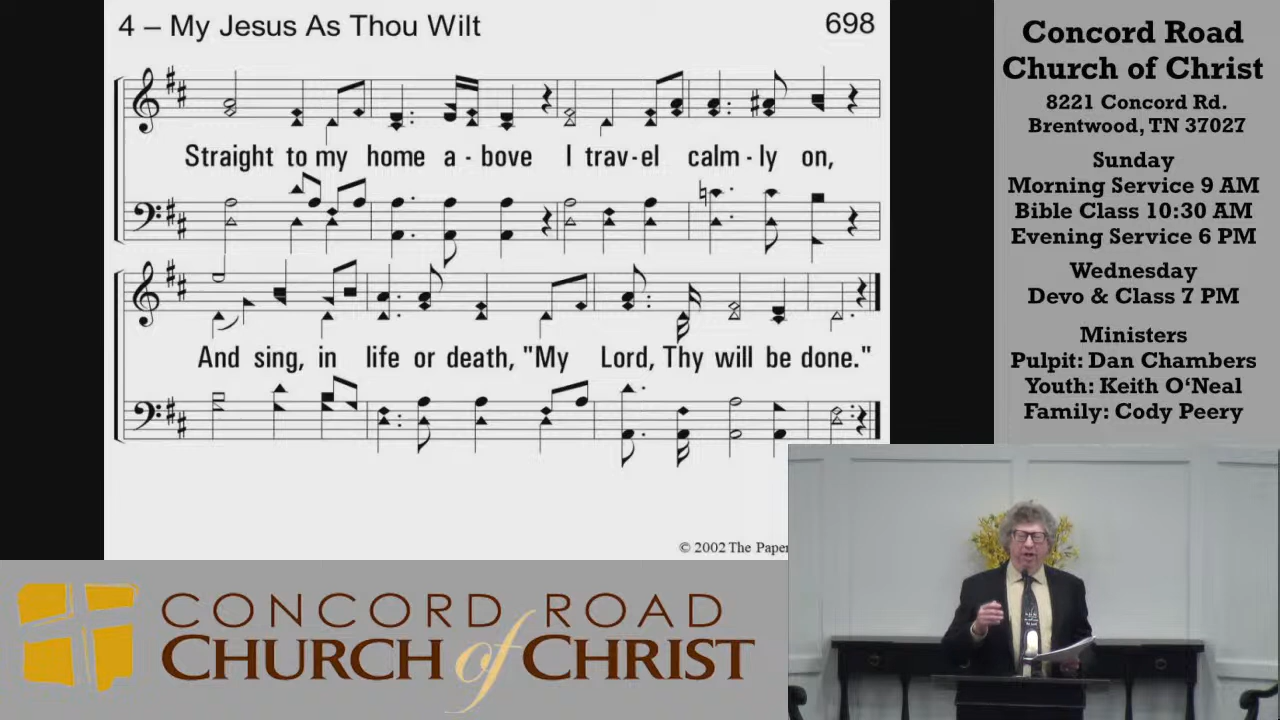 4 – My Jesus As Thou Wilt
698
Straight to my home a - bove I trav-el calm-ly on,
And sing, in life or death, "My Lord, Thy will be done."
© 2002 The Paper
CONCORD ROAD
CHURCH of CHRIST
Concord Road
Church of Christ
8221 Concord Rd.
Brentwood, TN 37027
Sunday
Morning Service 9 AM
Bible Class 10:30 AM
Evening Service 6 PM
Wednesday
Devo & Class 7 PM
Ministers
Pulpit: Dan Chambers
Youth: Keith O‘Neal
Family: Cody Peery